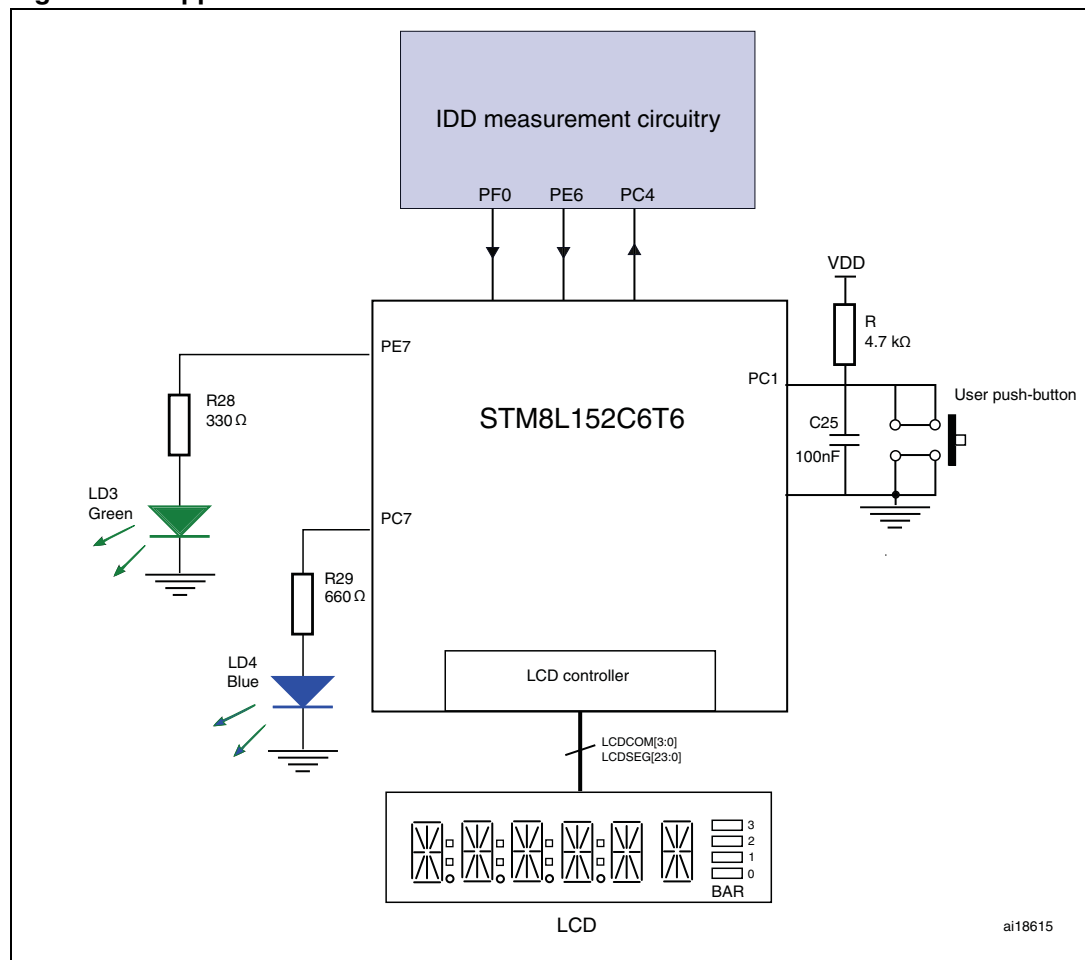 IDD measurement circuitry
PF0 PE6 PC4
VDD
R
4.7 kΩ
PE7
PC1
User push-button
R28
330 Ω
STM8L152C6T6
C25
100nF
LD3
Green
PC7
R29
660 Ω
LD4
Blue
LCD controller
LCDCOM[3:0]
LCDSEG[23:0]
3
2
1
0
BAR
LCD
ai18615